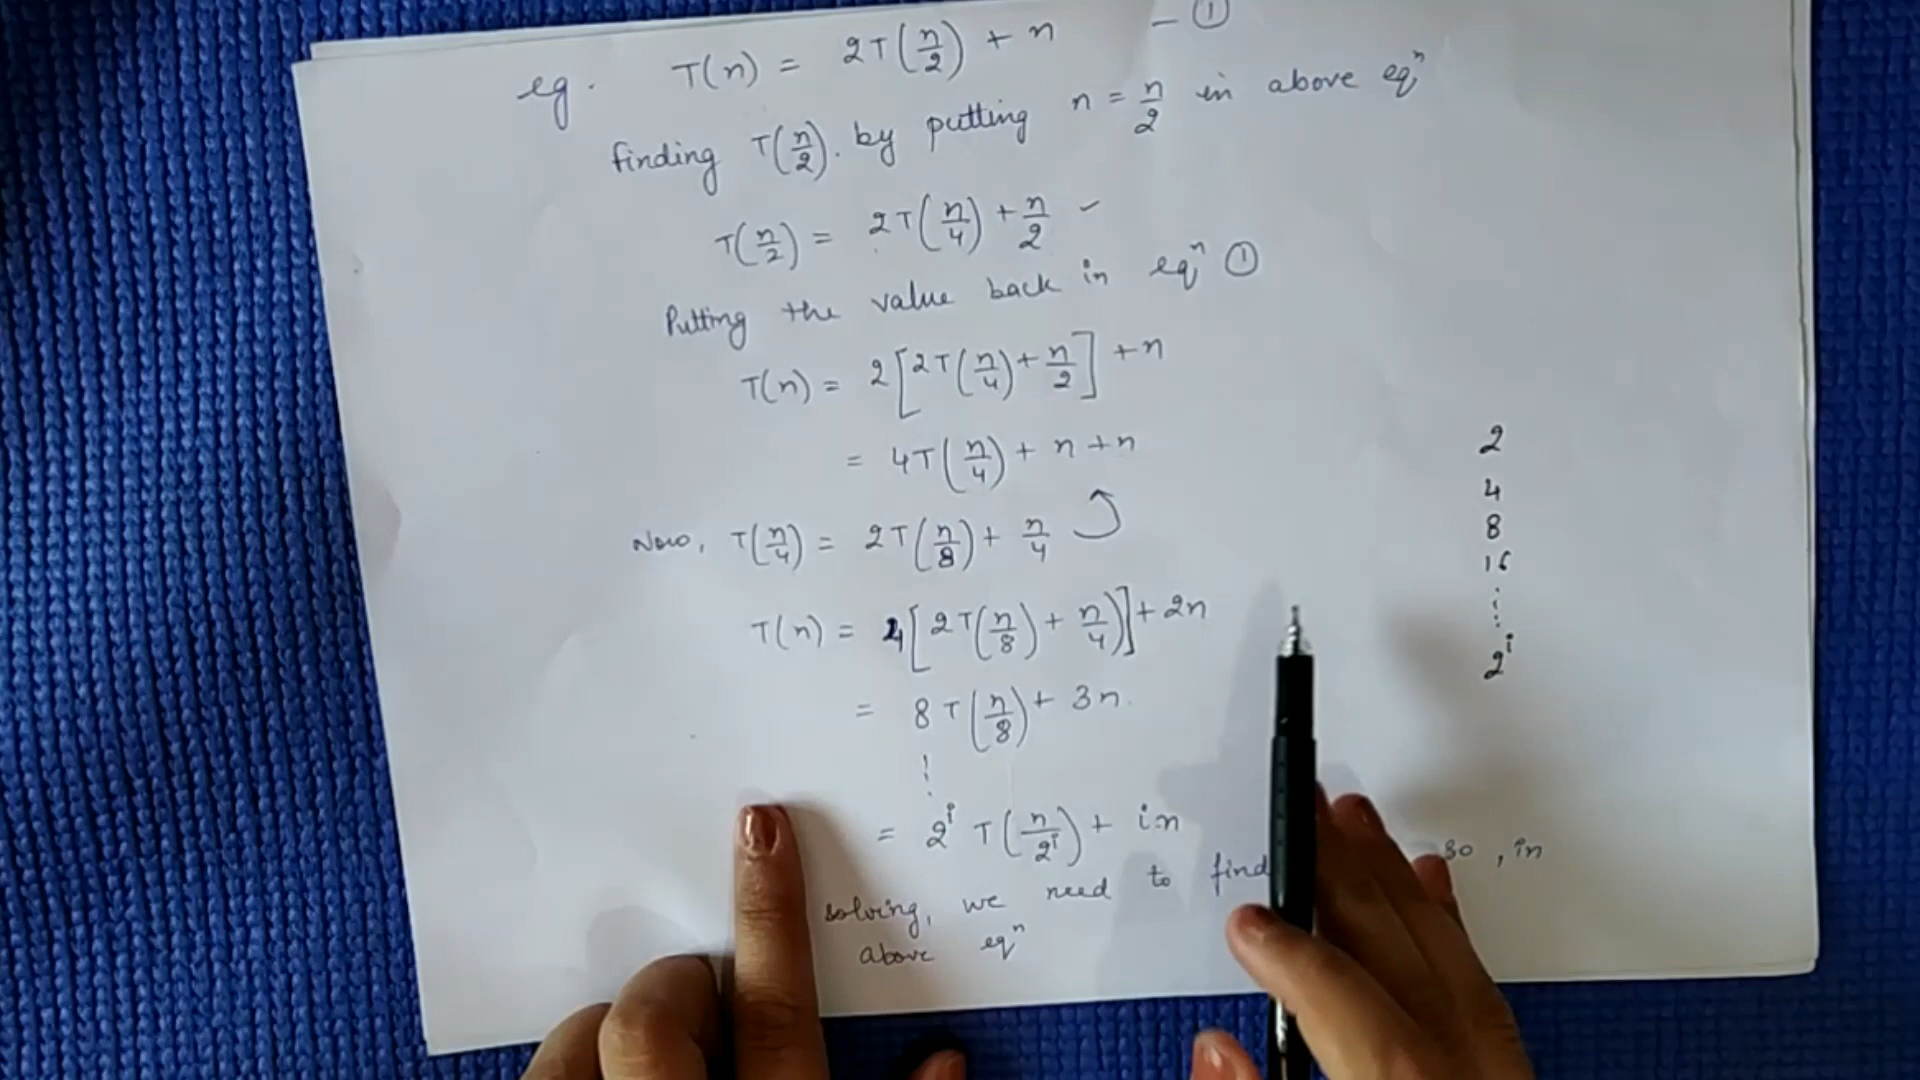 eg. T(n) = 2T(n/2) + n — ①
finding T(n/2). by putting n = n/2 in above eqⁿ
T(n/2) = 2T(n/4) + n/2
Putting the value back in eqⁿ ①
T(n) = 2[2T(n/4) + n/2] + n
= 4T(n/4) + n + n
Now, T(n/4) = 2T(n/8) + n/4
T(n) = 4[2T(n/8) + n/4)] + 2n
= 8T(n/8) + 3n
⋮
= 2ⁱ T(n/2ⁱ) + i.n
solving, we need to find so, in
above eqⁿ
2
4
8
16
⋮
2ⁱ